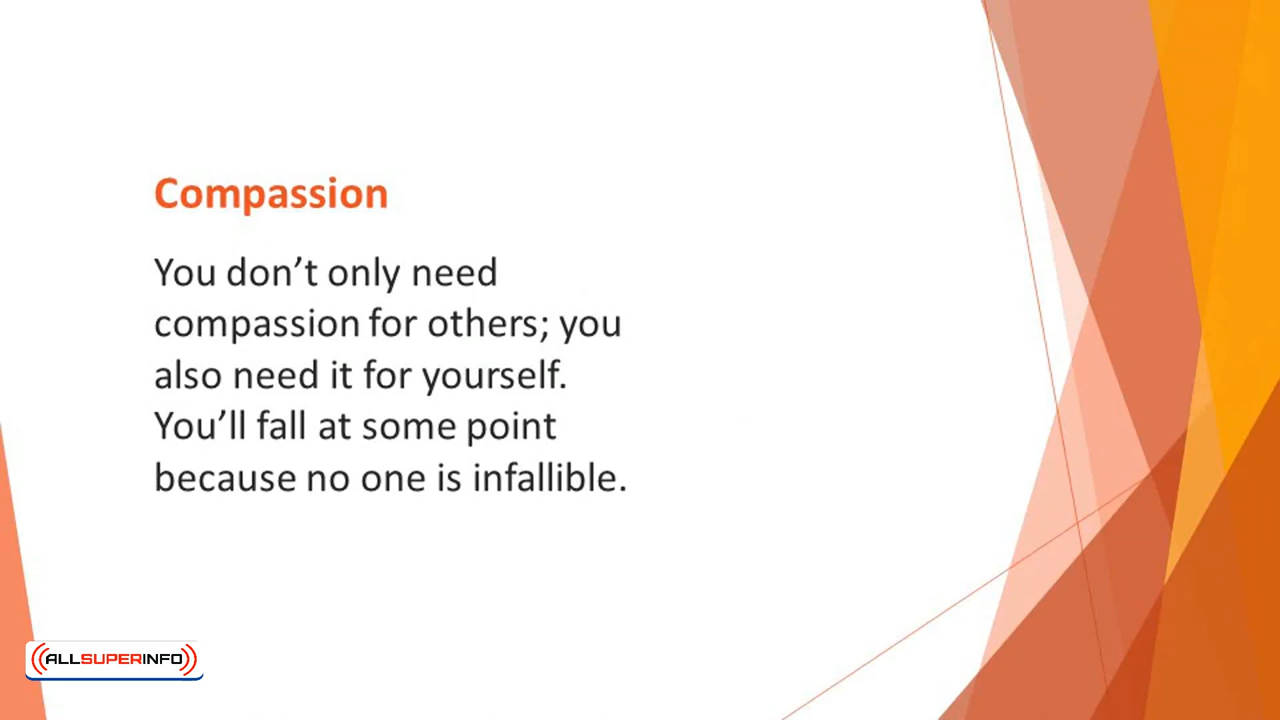 Compassion
You don’t only need
compassion for others; you
also need it for yourself.
You’ll fall at some point
because no one is infallible.
ALLSUPERINFO